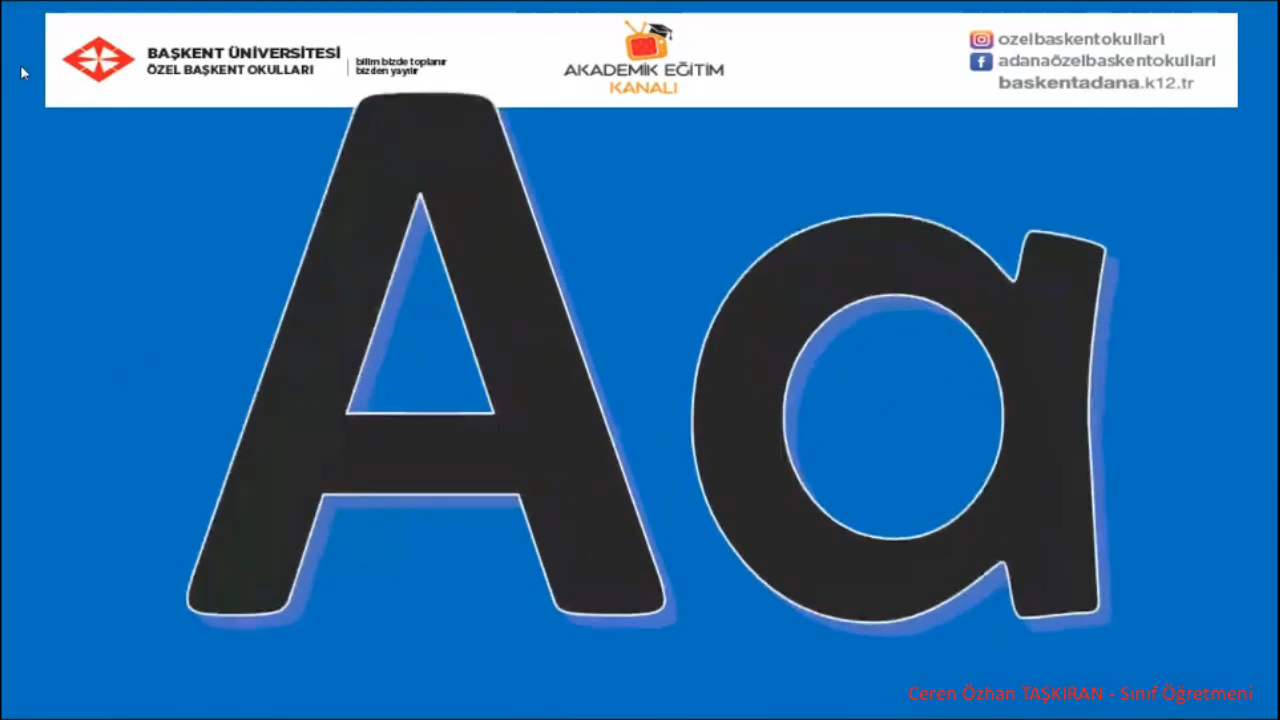 BAŞKENT ÜNİVERSİTESİ
ÖZEL BAŞKENT OKULLARI
bilim bizde toplanır
bizden yayılır
AKADEMİK EĞİTİM
KANALI
ozelbaskentokullari
adanaözelbaskentokullari
baskentadana.k12.tr
Aa
Ceren Özhan TAŞKIRAN - Sınıf Öğretmeni